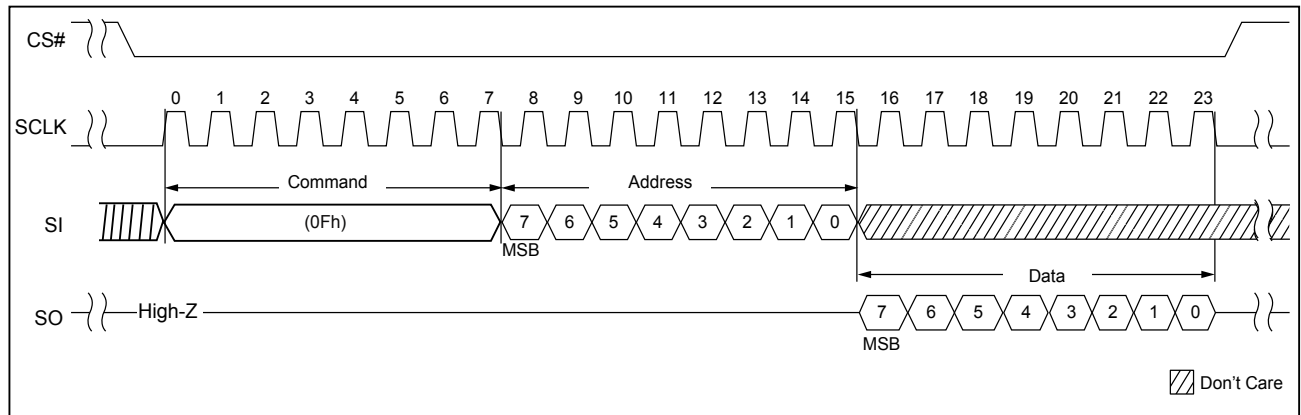 CS#
0 1 2 3 4 5 6 7 8 9 10 11 12 13 14 15 16 17 18 19 20 21 22 23
SCLK
Command Address
SI (0Fh) 7 6 5 4 3 2 1 0
MSB
Data
SO High-Z 7 6 5 4 3 2 1 0
MSB
Don't Care